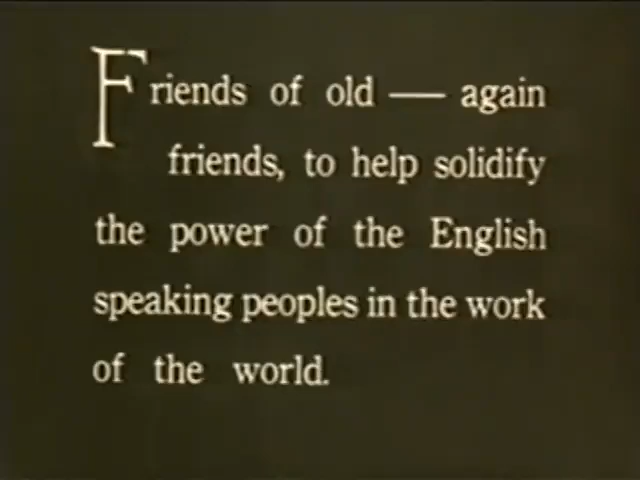 Friends of old — again
friends, to help solidify
the power of the English
speaking peoples in the work
of the world.